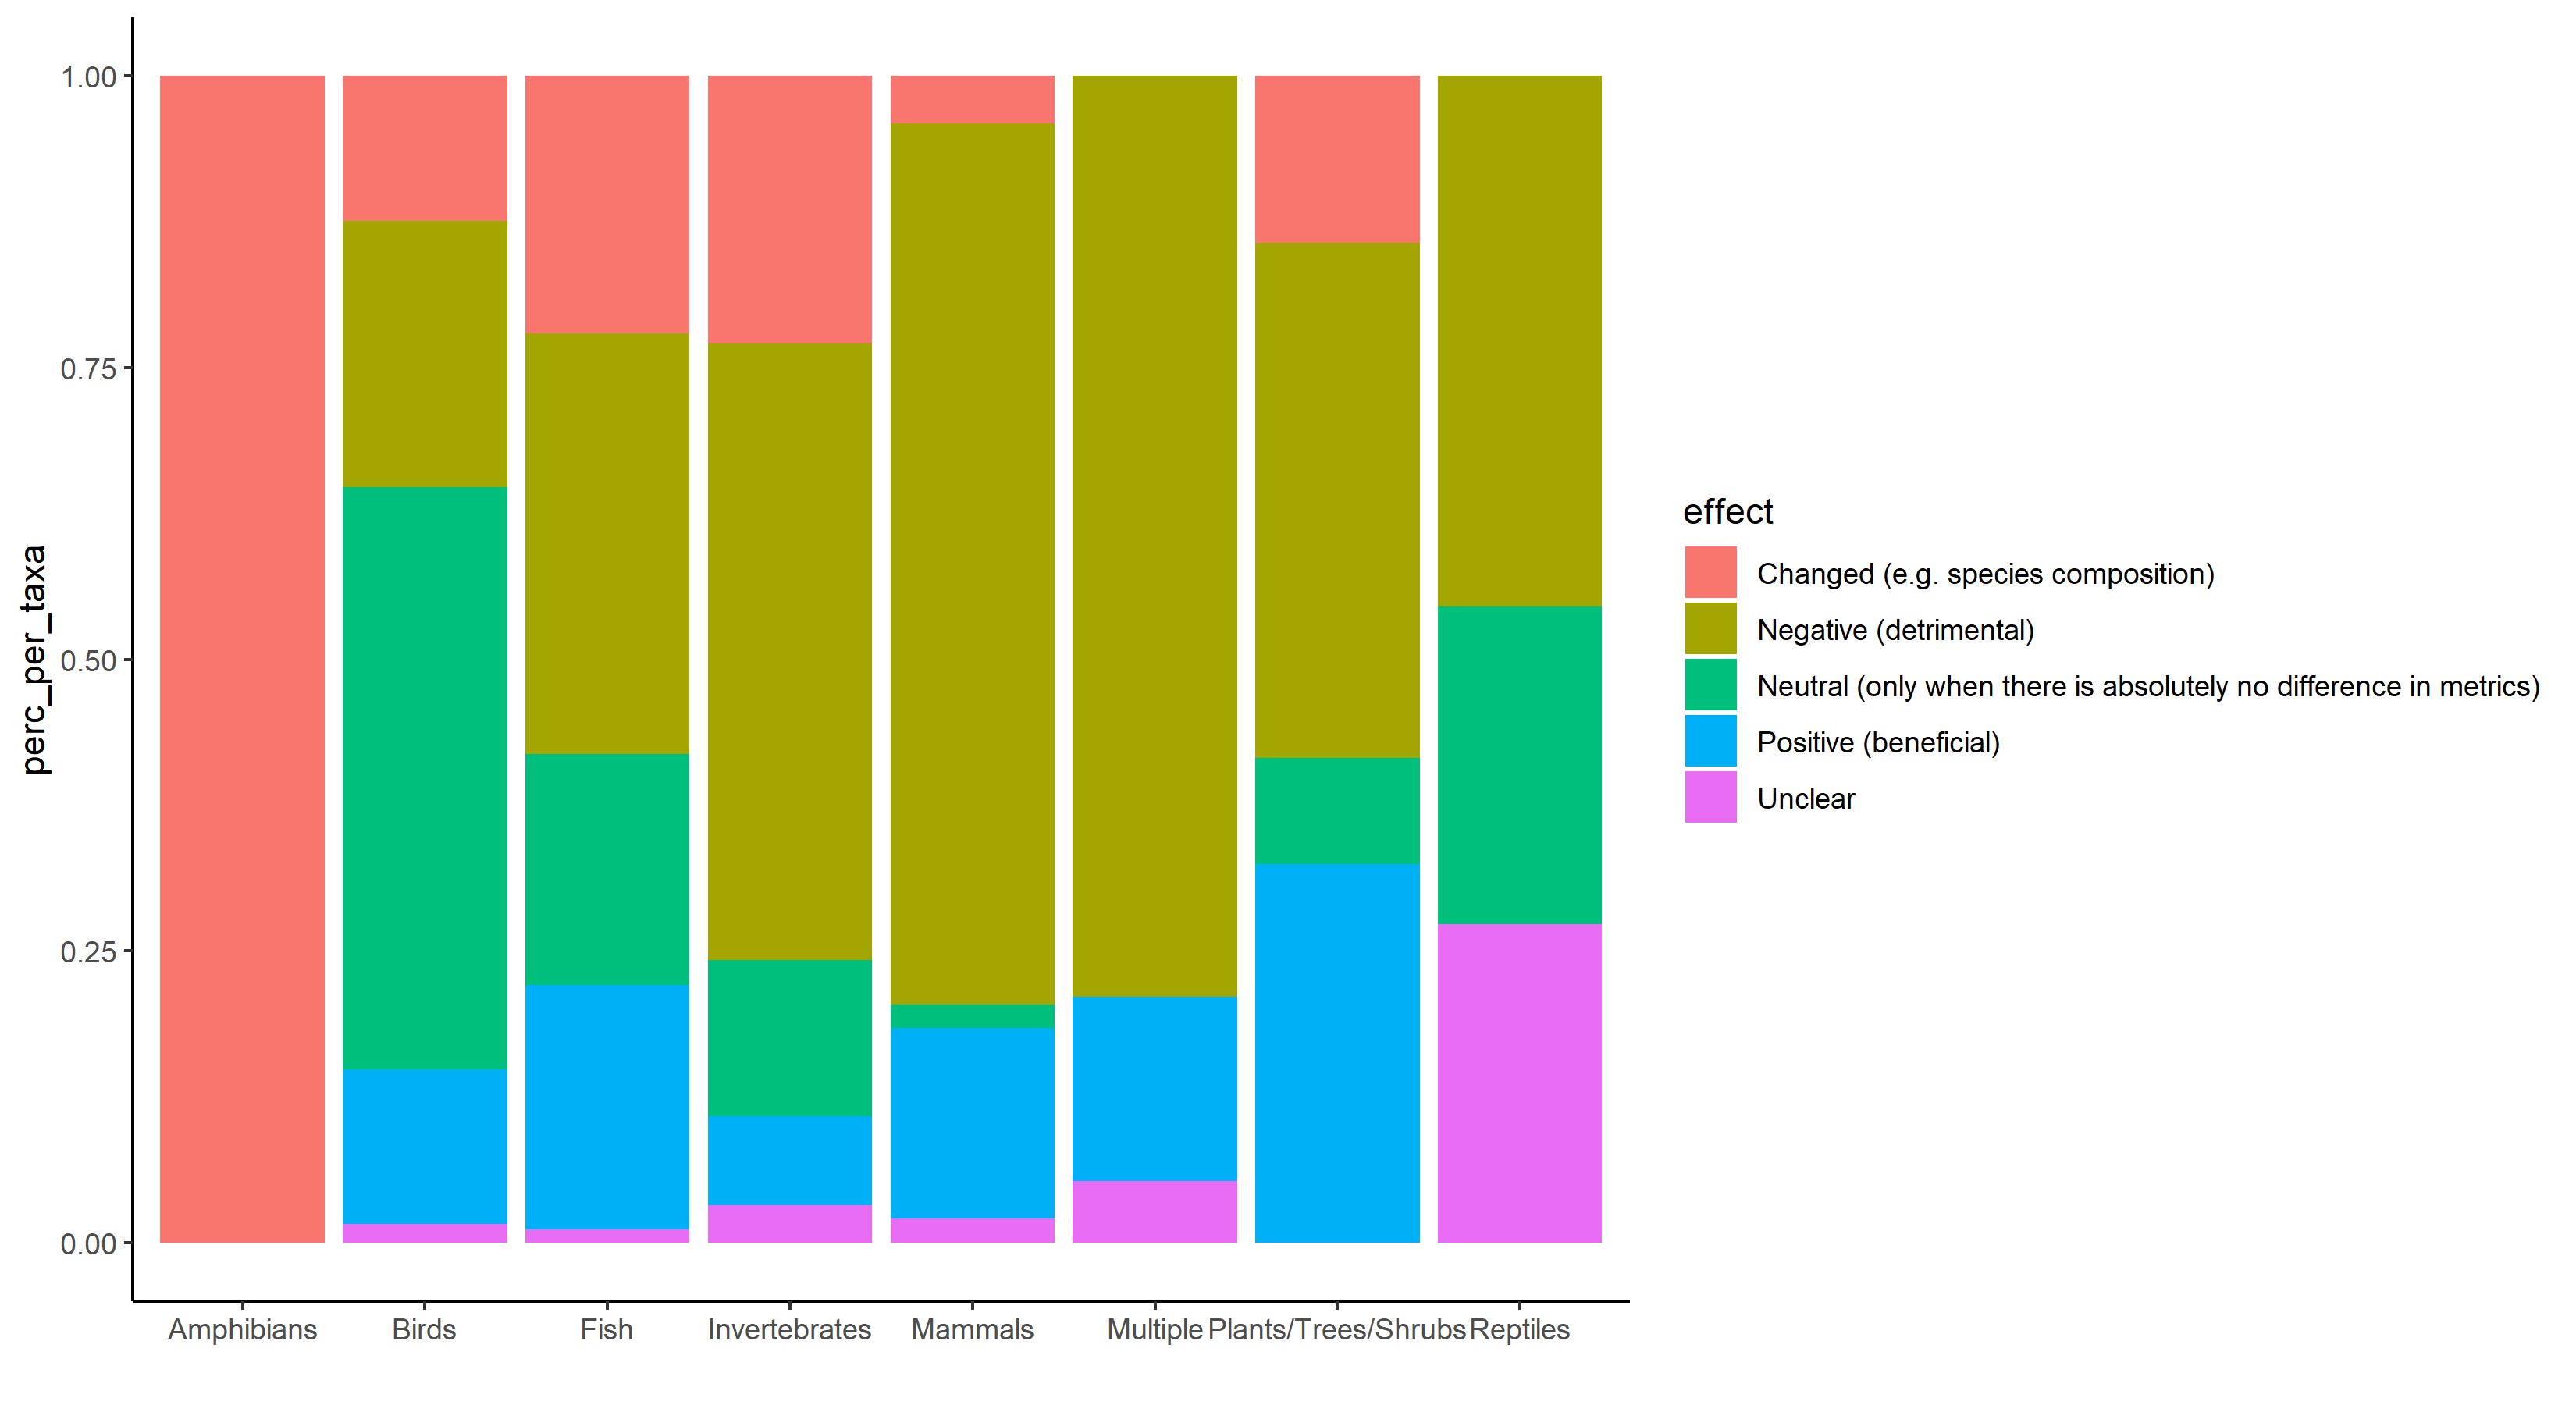 perc_per_taxa
1.00
0.75
0.50
0.25
0.00
Amphibians
Birds
Fish
Invertebrates
Mammals
Multiple
Plants/Trees/Shrubs
Reptiles
effect
Changed (e.g. species composition)
Negative (detrimental)
Neutral (only when there is absolutely no difference in metrics)
Positive (beneficial)
Unclear